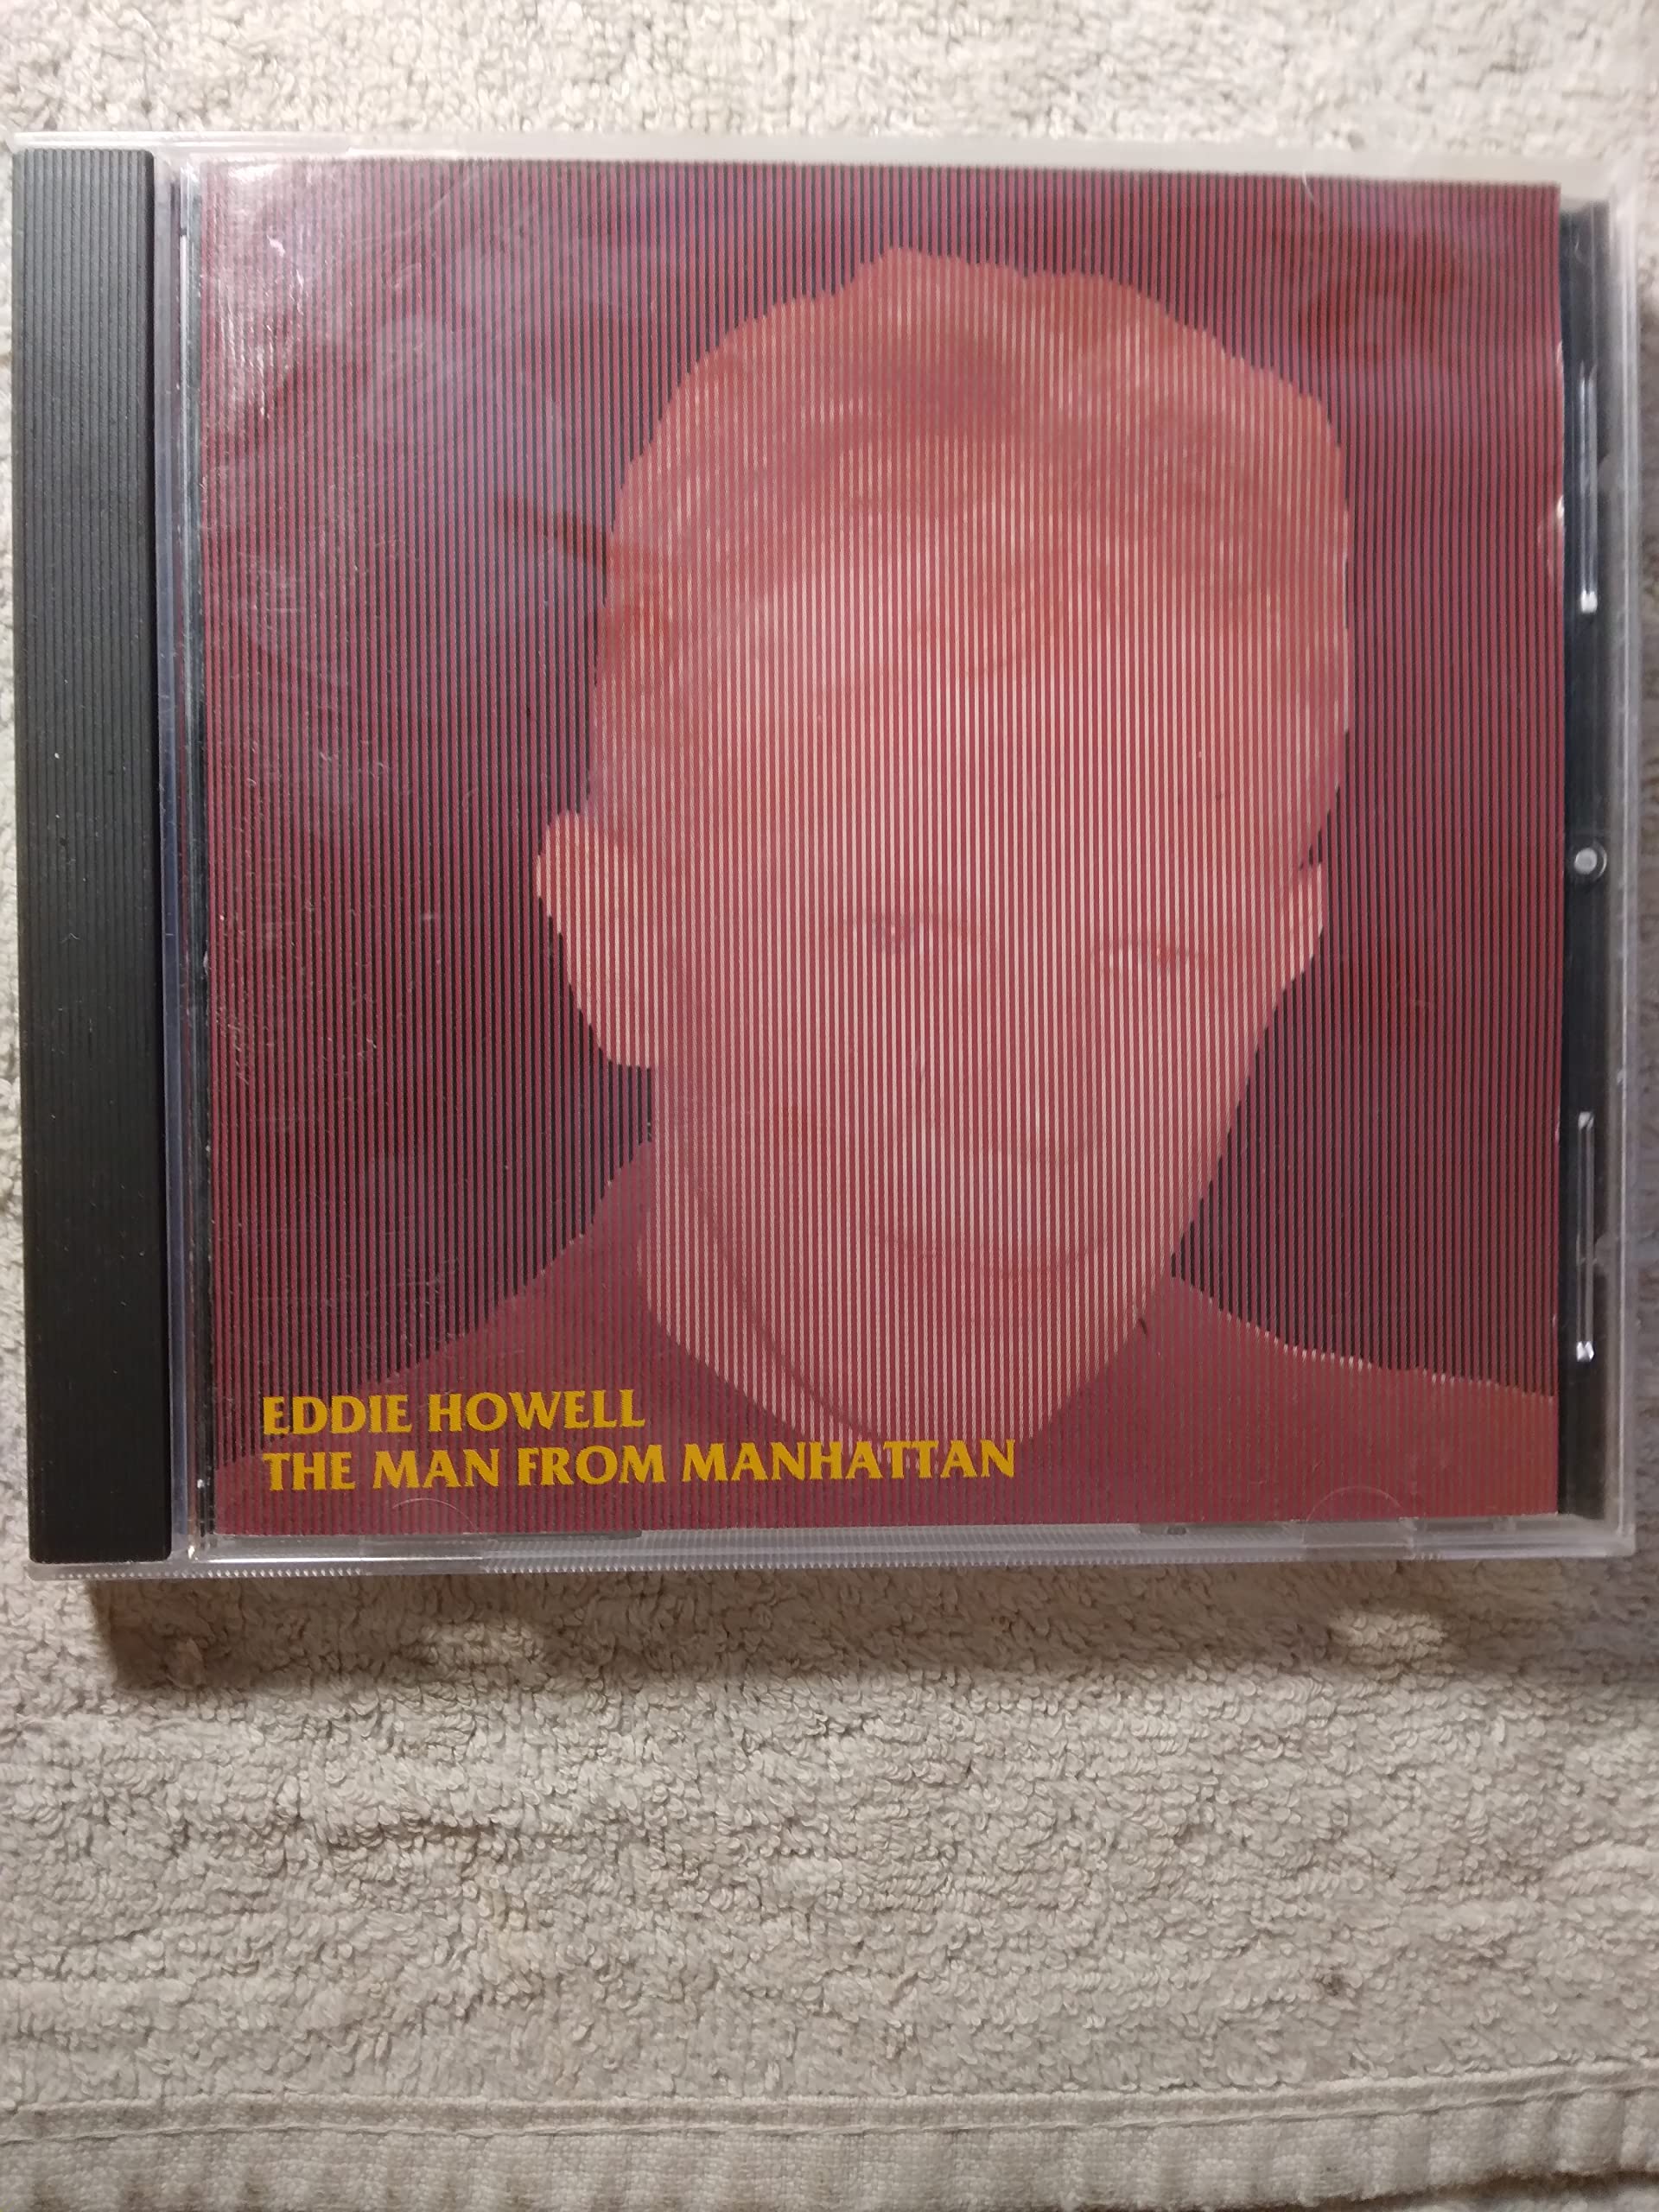 EDDIE HOWELL
THE MAN FROM MANHATTAN